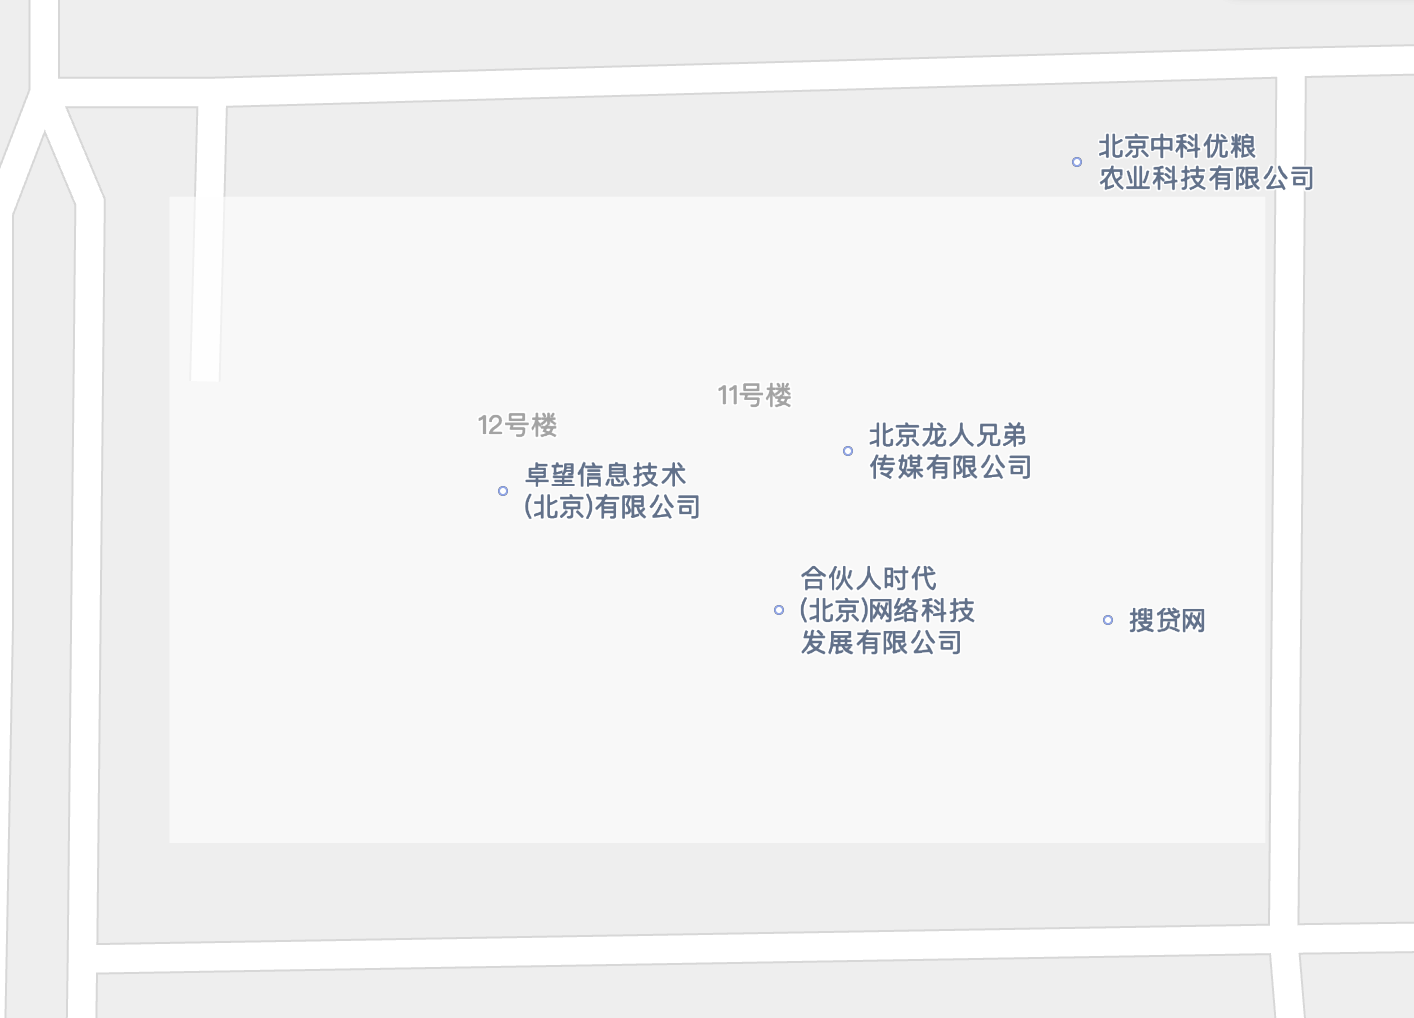 北京中科优粮
农业科技有限公司
11号楼
12号楼
北京龙人兄弟
传媒有限公司
卓望信息技术
(北京)有限公司
合伙人时代
(北京)网络科技
发展有限公司
搜贷网